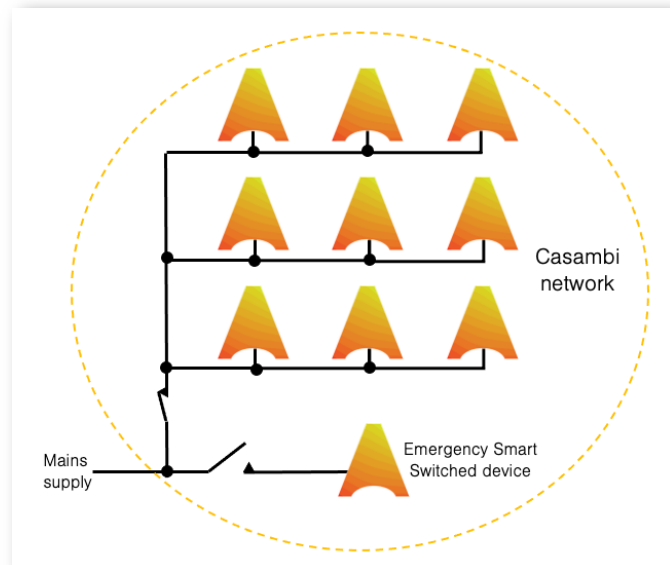 Casambi
network
Emergency Smart
Switched device
Mains
supply